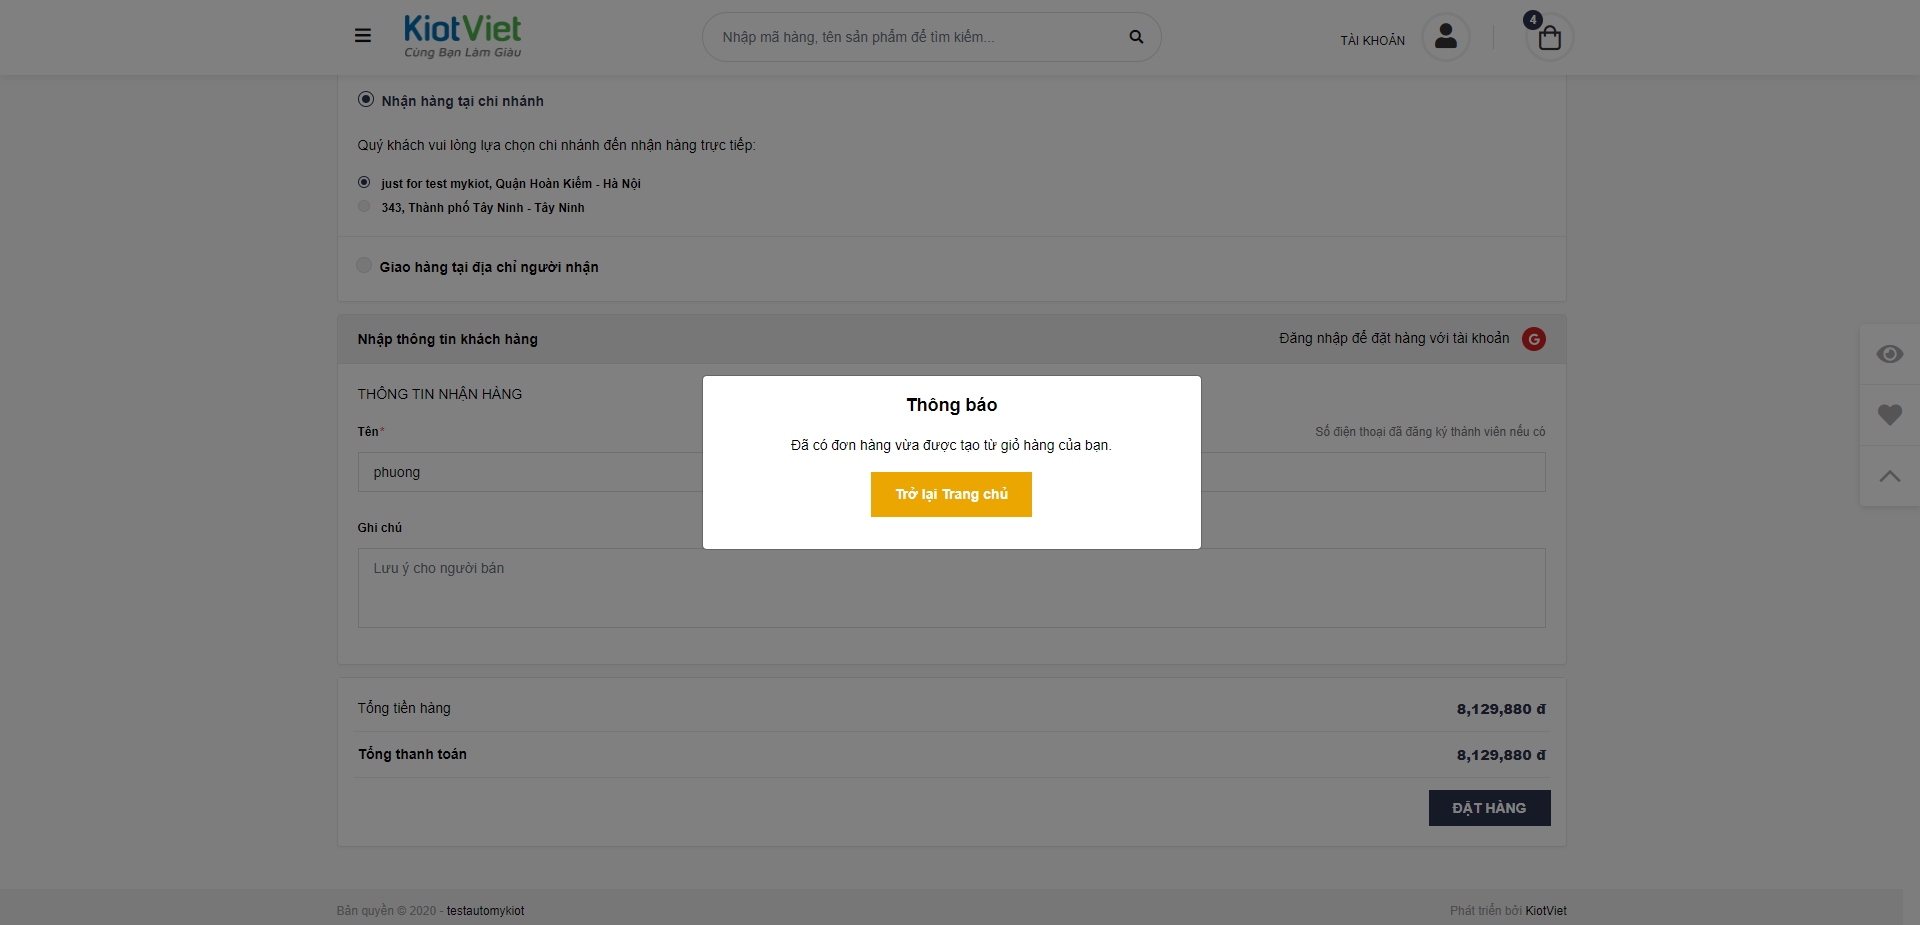 KiotViet
Cùng Bạn Làm Giàu
Nhập mã hàng, tên sản phẩm để tìm kiếm...
TÀI KHOẢN
4
Nhận hàng tại chi nhánh
Quý khách vui lòng lựa chọn chi nhánh đến nhận hàng trực tiếp:
just for test mykiot, Quận Hoàn Kiếm - Hà Nội
343, Thành phố Tây Ninh - Tây Ninh
Giao hàng tại địa chỉ người nhận
Nhập thông tin khách hàng
Đăng nhập để đặt hàng với tài khoản
G
THÔNG TIN NHẬN HÀNG
Tên*
Số điện thoại đã đăng ký thành viên nếu có
phuong
Thông báo
Đã có đơn hàng vừa được tạo từ giỏ hàng của bạn.
Trở lại Trang chủ
Ghi chú
Lưu ý cho người bán
Tổng tiền hàng
8,129,880 đ
Tổng thanh toán
8,129,880 đ
ĐẶT HÀNG
Bản quyền © 2020 - testautomykiot
Phát triển bởi KiotViet